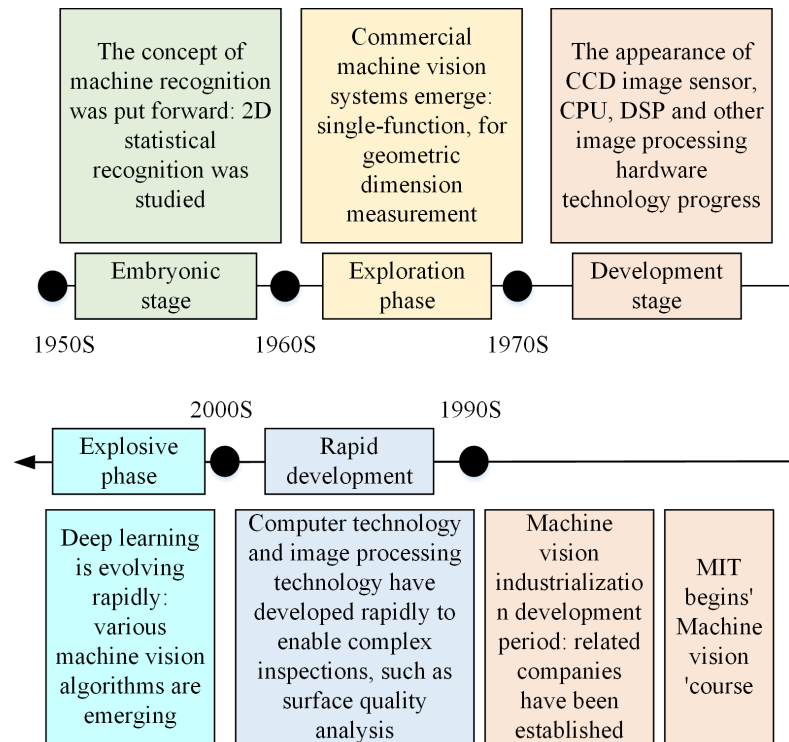 The concept of
machine recognition
was put forward: 2D
statistical
recognition was
studied
Commercial
machine vision
systems emerge:
single-function, for
geometric
dimension
measurement
The appearance of
CCD image sensor,
CPU, DSP and other
image processing
hardware
technology progress
Embryonic
stage
Exploration
phase
Development
stage
1950S
1960S
1970S
2000S
1990S
Explosive
phase
Rapid
development
Deep learning
is evolving
rapidly:
various
machine vision
algorithms are
emerging
Computer technology
and image processing
technology have
developed rapidly to
enable complex
inspections, such as
surface quality
analysis
Machine
vision
industrializatio
n development
period: related
companies
have been
established
MIT
begins'
Machine
vision
'course